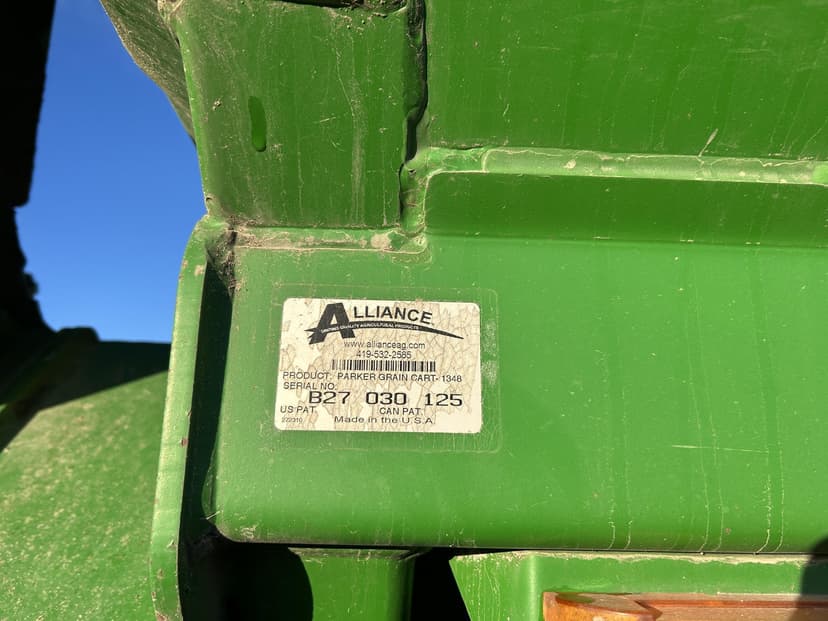 ALLIANCE
www.allianceag.com
419-532-2585
PRODUCT: PARKER GRAIN CART- 1348
SERIAL NO.
B27 030 125
US PAT. CAN PAT.
Made in the U.S.A.